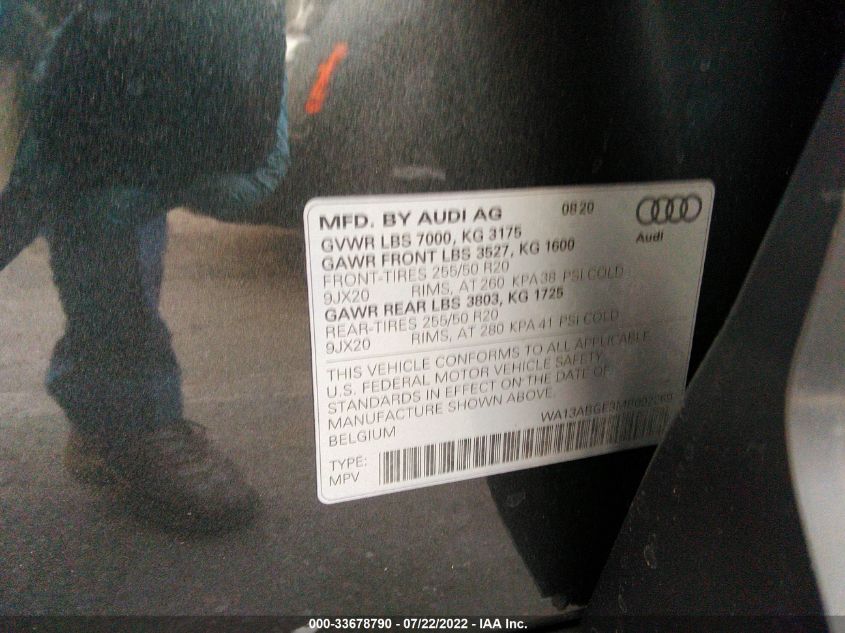 MFD. BY AUDI AG 08 20
Audi
GVWR LBS 7000, KG 3175
GAWR FRONT LBS 3527, KG 1600
FRONT-TIRES 255/50 R20
9JX20 RIMS, AT 260 KPA 38 PSI COLD
GAWR REAR LBS 3803, KG 1725
REAR-TIRES 255/50 R20
9JX20 RIMS, AT 280 KPA 41 PSI COLD
THIS VEHICLE CONFORMS TO ALL APPLICABLE
U.S. FEDERAL MOTOR VEHICLE SAFETY
STANDARDS IN EFFECT ON THE DATE OF
MANUFACTURE SHOWN ABOVE.
BELGIUM
TYPE:
MPV
000-33678790 - 07/22/2022 - IAA Inc.